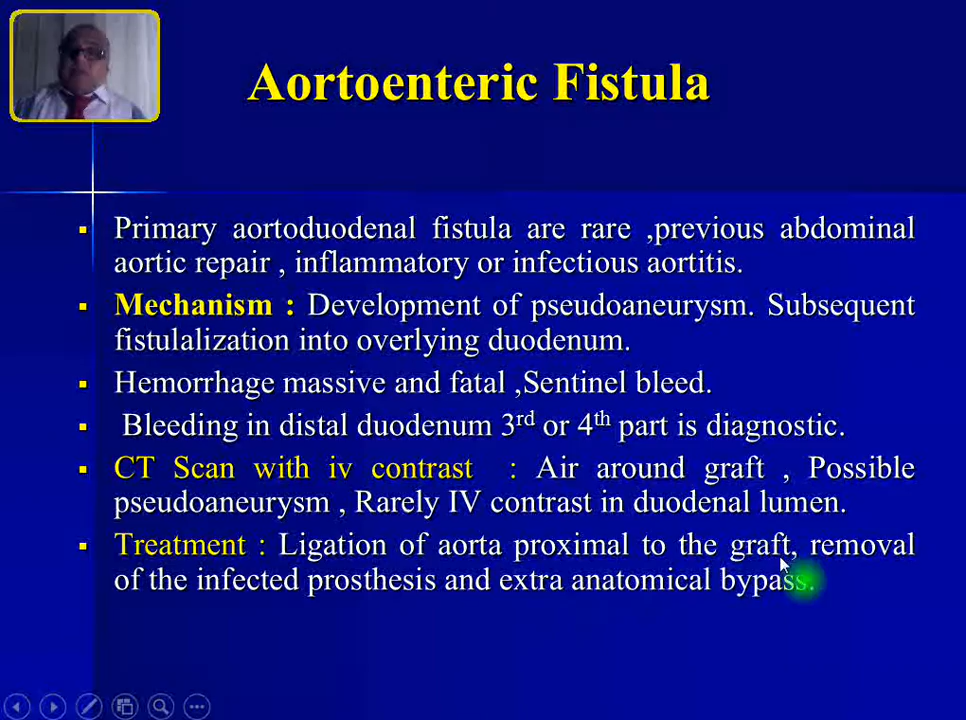 Aortoenteric Fistula
Primary aortoduodenal fistula are rare ,previous abdominal
aortic repair , inflammatory or infectious aortitis.
Mechanism : Development of pseudoaneurysm. Subsequent
fistulalization into overlying duodenum.
Hemorrhage massive and fatal ,Sentinel bleed.
Bleeding in distal duodenum 3rd or 4th part is diagnostic.
CT Scan with iv contrast : Air around graft , Possible
pseudoaneurysm , Rarely IV contrast in duodenal lumen.
Treatment : Ligation of aorta proximal to the graft, removal
of the infected prosthesis and extra anatomical bypass.